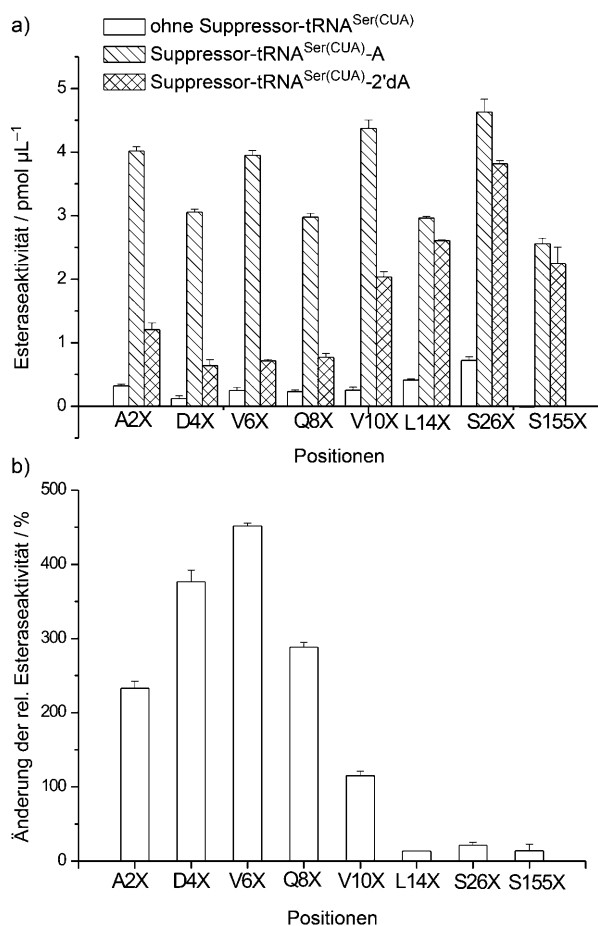 a)
ohne Suppressor-tRNA^Ser(CUA)
Suppressor-tRNA^Ser(CUA)-A
Suppressor-tRNA^Ser(CUA)-2'dA
Esteraseaktivität / pmol µL⁻¹
5
4
3
2
1
0
A2X D4X V6X Q8X V10X L14X S26X S155X
Positionen
b)
Änderung der rel. Esteraseaktivität / %
500
400
300
200
100
0
A2X D4X V6X Q8X V10X L14X S26X S155X
Positionen